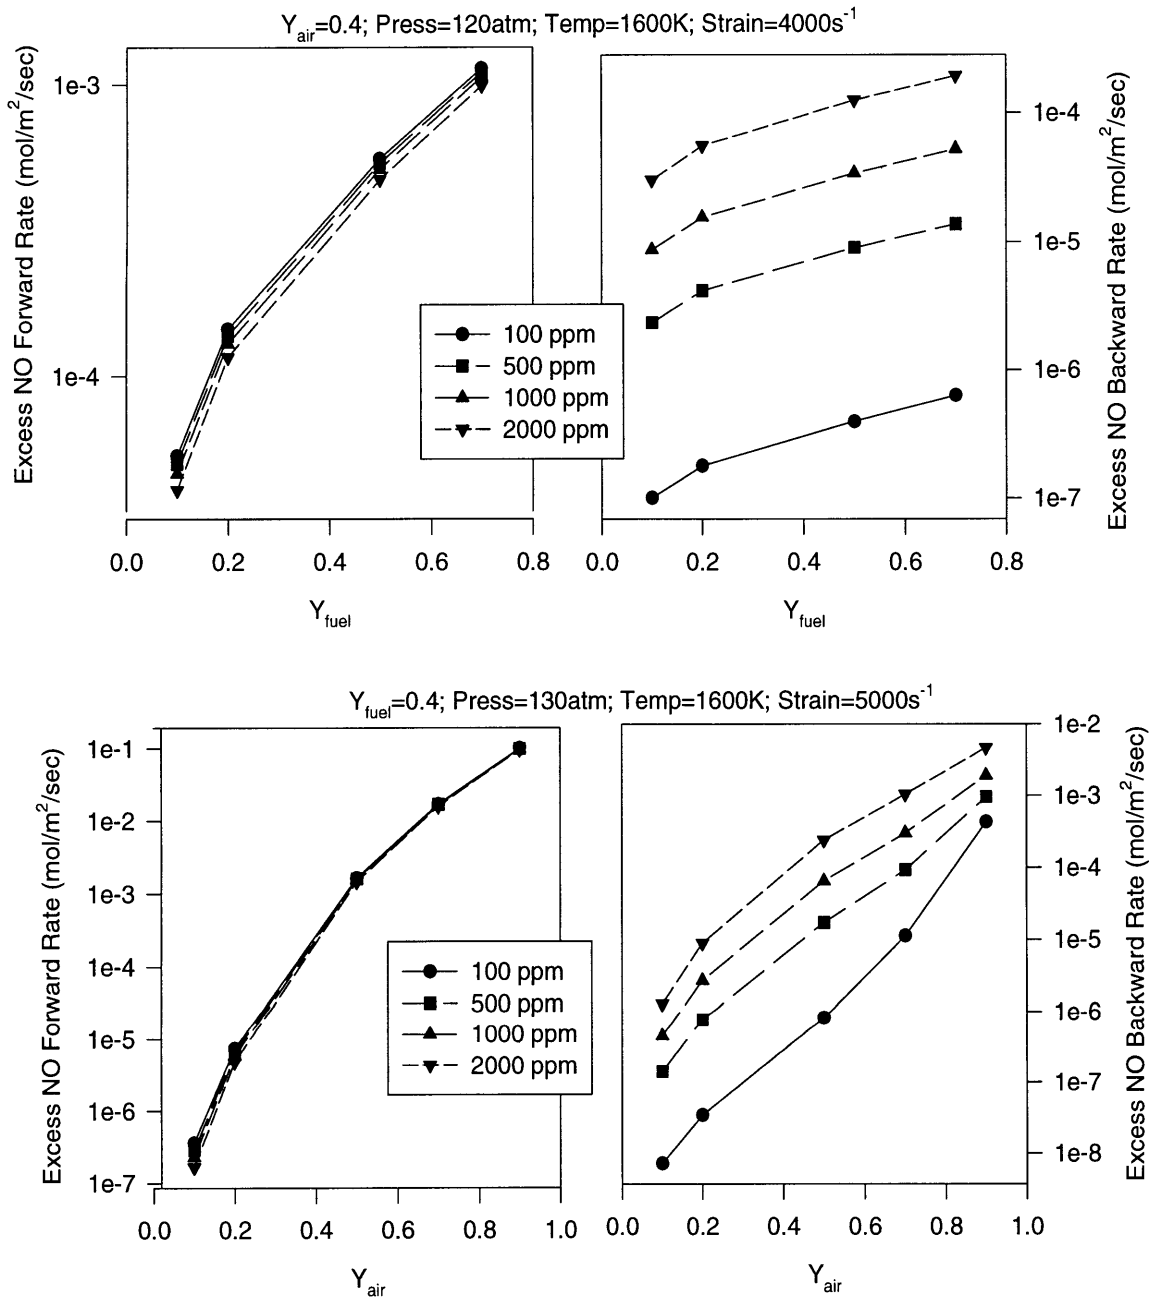 Y_air=0.4; Press=120atm; Temp=1600K; Strain=4000s^-1
Excess NO Forward Rate (mol/m^2/sec)
1e-3
1e-4
0.0 0.2 0.4 0.6 0.8
Y_fuel
100 ppm
500 ppm
1000 ppm
2000 ppm
1e-4
1e-5
1e-6
1e-7
Excess NO Backward Rate (mol/m^2/sec)
0.0 0.2 0.4 0.6 0.8
Y_fuel
Y_fuel=0.4; Press=130atm; Temp=1600K; Strain=5000s^-1
Excess NO Forward Rate (mol/m^2/sec)
1e-1
1e-2
1e-3
1e-4
1e-5
1e-6
1e-7
0.0 0.2 0.4 0.6 0.8 1.0
Y_air
100 ppm
500 ppm
1000 ppm
2000 ppm
1e-2
1e-3
1e-4
1e-5
1e-6
1e-7
1e-8
Excess NO Backward Rate (mol/m^2/sec)
0.0 0.2 0.4 0.6 0.8 1.0
Y_air